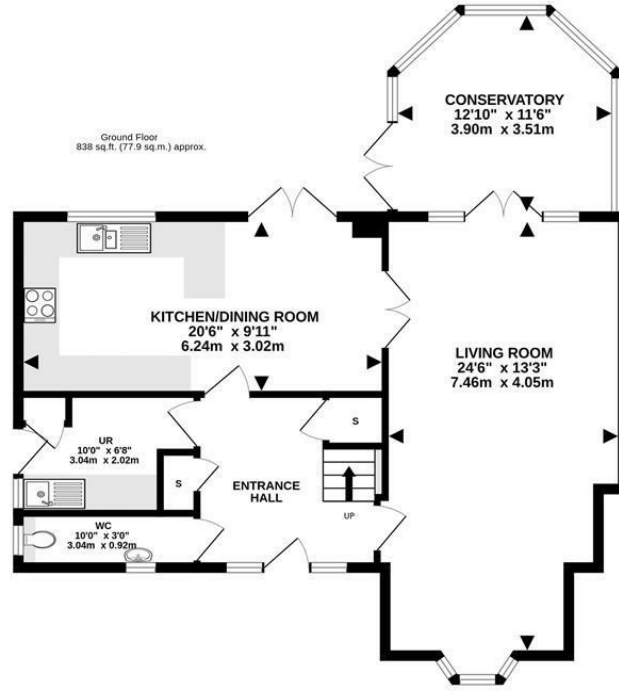 CONSERVATORY
12'10" x 11'6"
3.90m x 3.51m
Ground Floor
838 sq.ft. (77.9 sq.m.) approx.
KITCHEN/DINING ROOM
20'6" x 9'11"
6.24m x 3.02m
LIVING ROOM
24'6" x 13'3"
7.46m x 4.05m
S
UR
10'0" x 6'8"
3.04m x 2.02m
S
ENTRANCE
HALL
UP
WC
10'0" x 3'0"
3.04m x 0.92m